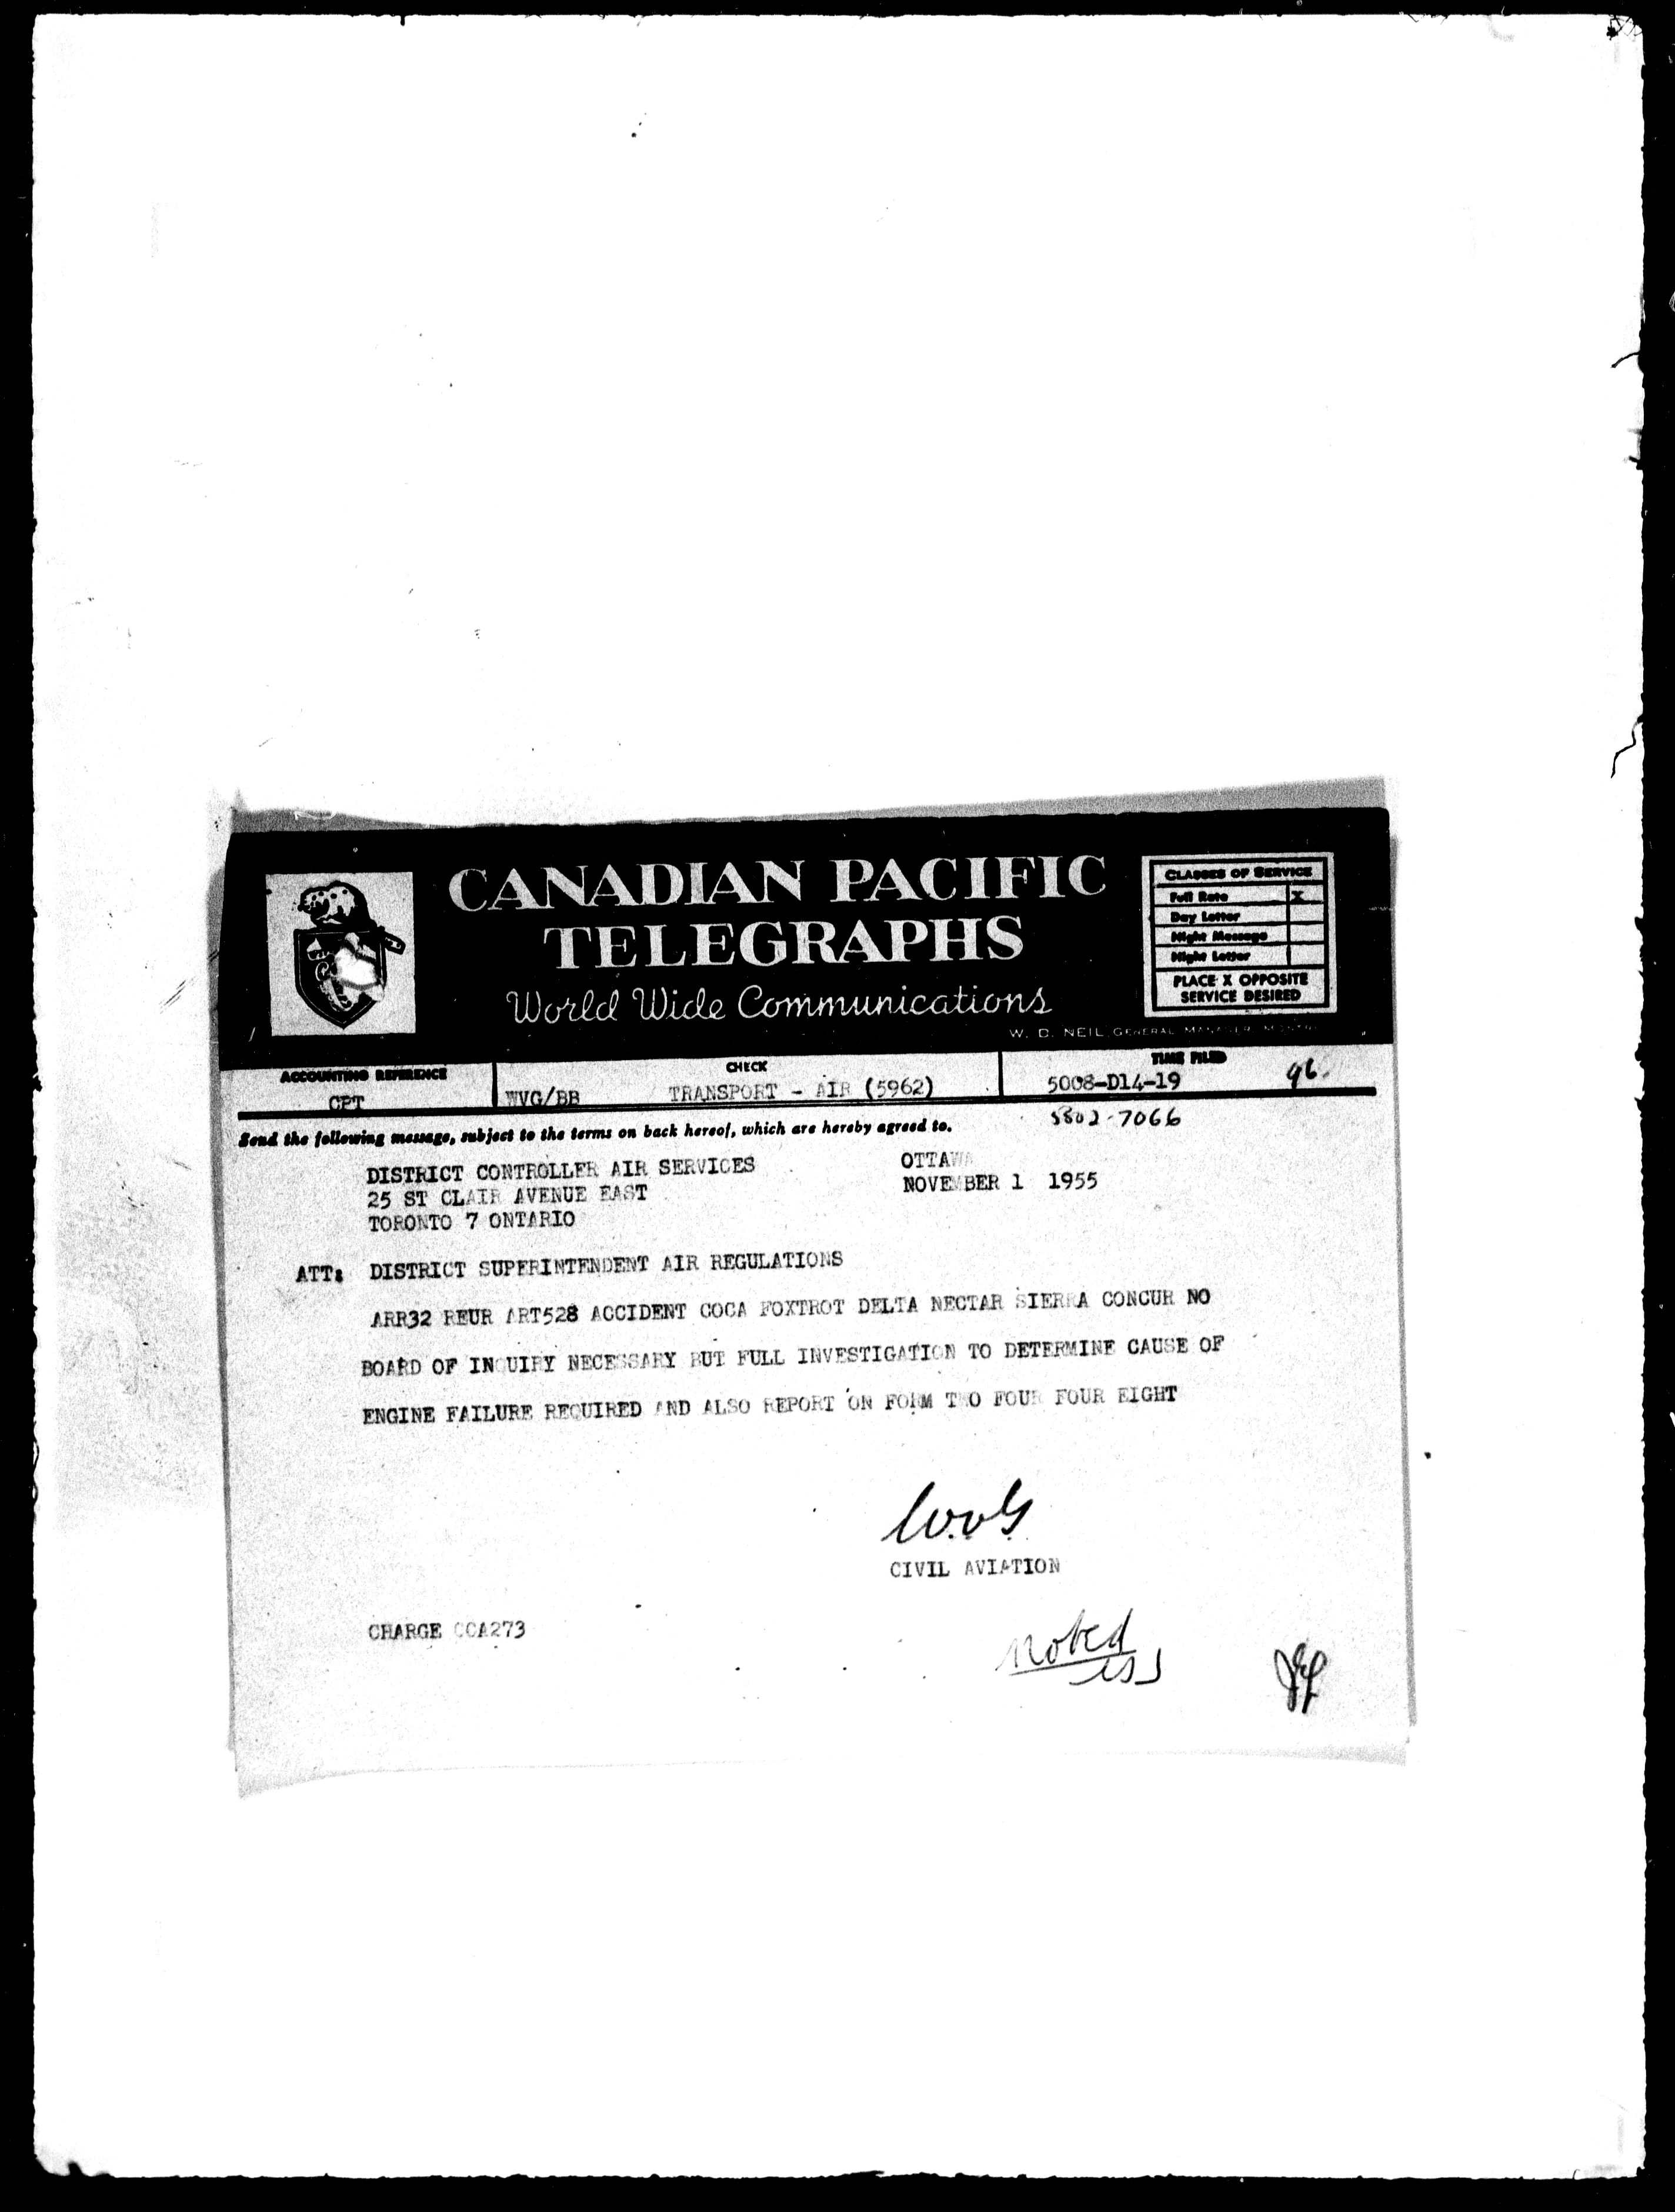 CANADIAN PACIFIC
TELEGRAPHS
World Wide Communications
CLASSES OF SERVICE
Full Rate X
Day Letter
Night Message
Night Letter
PLACE X OPPOSITE
SERVICE DESIRED
W. D. NEIL GENERAL MANAGER
ACCOUNTING REFERENCE CHECK TIME FILED
CPT WVG/BB TRANSPORT - AIR (5962) 5008-D14-19 96.
Send the following message, subject to the terms on back hereof, which are hereby agreed to.
5802-7066
DISTRICT CONTROLLER AIR SERVICES OTTAWA
25 ST CLAIR AVENUE EAST NOVEMBER 1 1955
TORONTO 7 ONTARIO
ATT: DISTRICT SUPERINTENDENT AIR REGULATIONS
ARR32 REUR ART528 ACCIDENT COCA FOXTROT DELTA NECTAR SIERRA CONCUR NO
BOARD OF INQUIRY NECESSARY BUT FULL INVESTIGATION TO DETERMINE CAUSE OF
ENGINE FAILURE REQUIRED AND ALSO REPORT ON FORM TWO FOUR FOUR EIGHT
CIVIL AVIATION
CHARGE CCA273
Noted